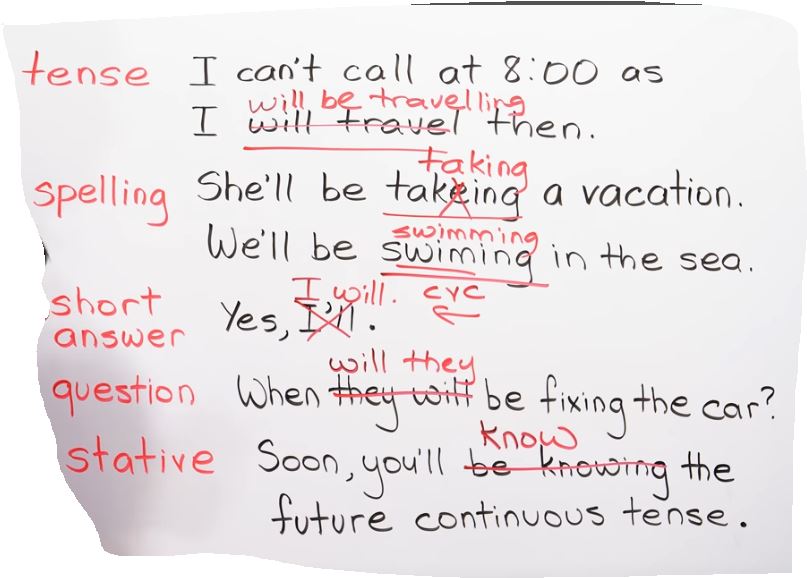 tense I can't call at 8:00 as
will be travelling
I will travel then.
taking
spelling She'll be takeing a vacation.
swimming
We'll be swiming in the sea.
short I will. cvc
answer Yes, I'll.
will they
question When they will be fixing the car?
know
stative Soon, you'll be knowing the
future continuous tense.